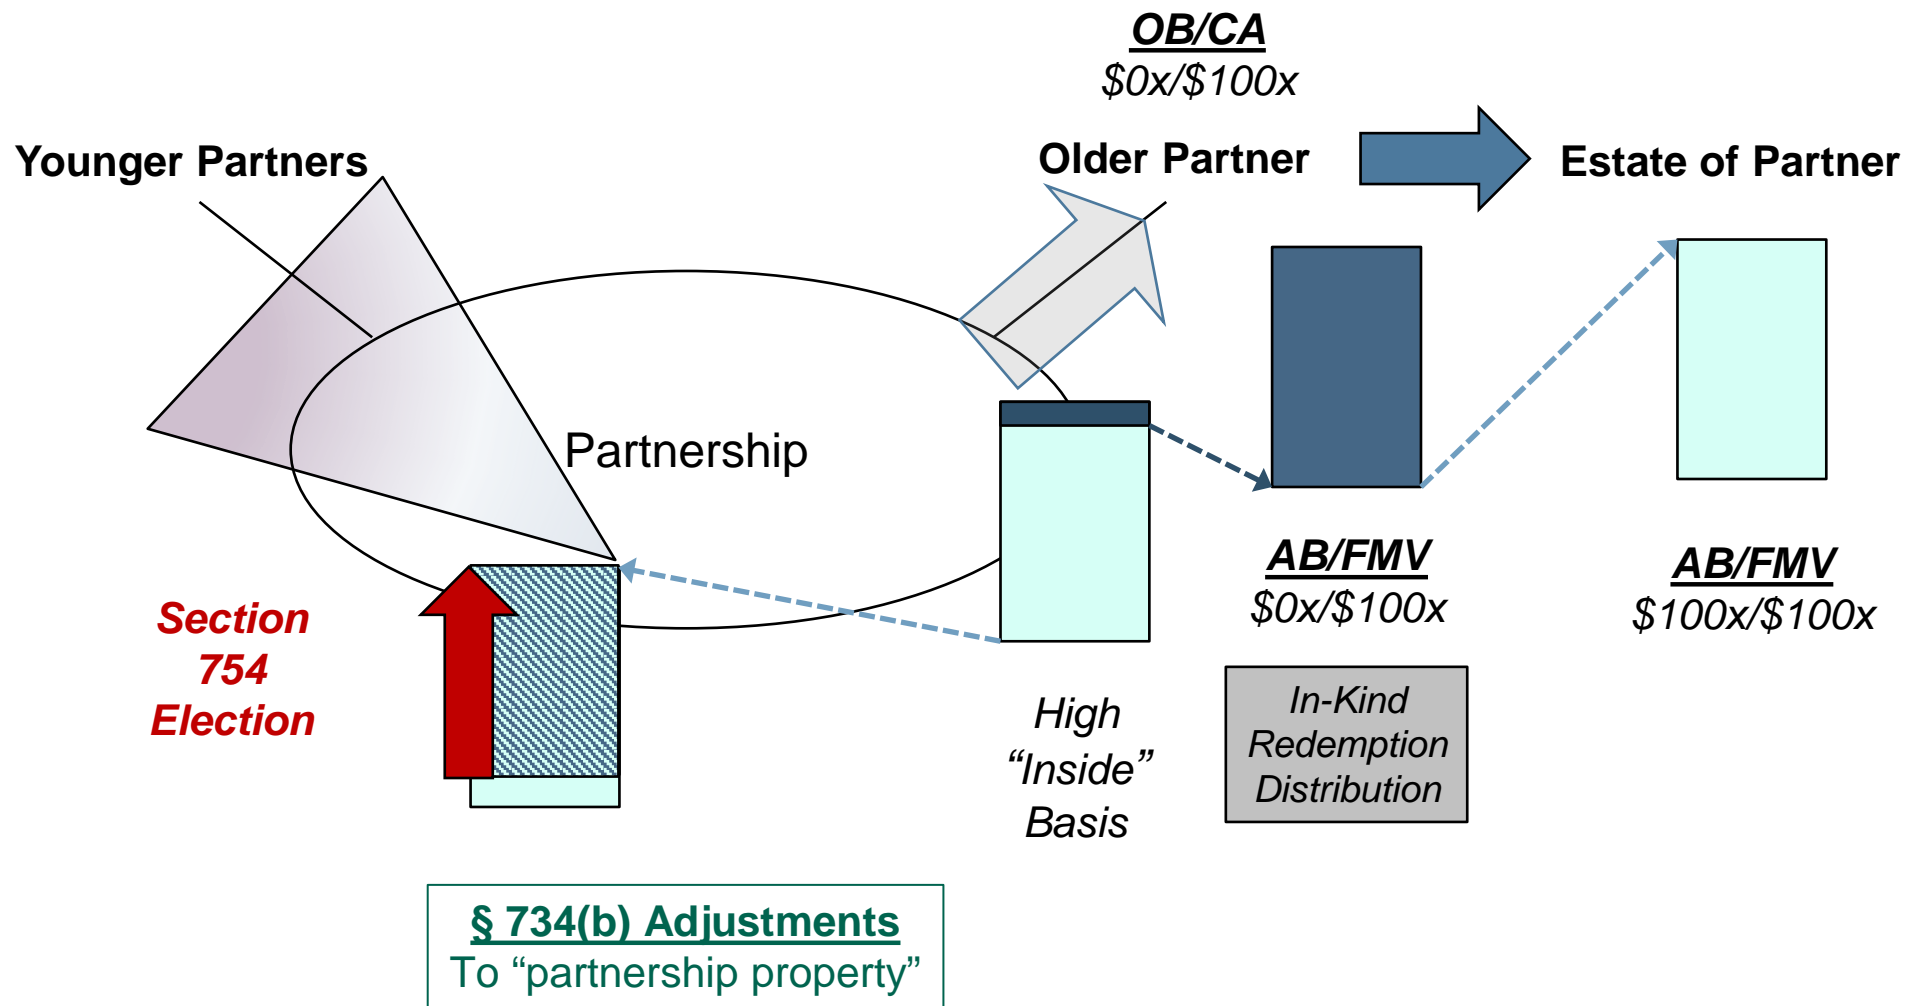 OB/CA
$0x/$100x
Younger Partners
Older Partner
Estate of Partner
Partnership
Section
754
Election
High
“Inside”
Basis
AB/FMV
$0x/$100x
In-Kind
Redemption
Distribution
AB/FMV
$100x/$100x
§ 734(b) Adjustments
To “partnership property”